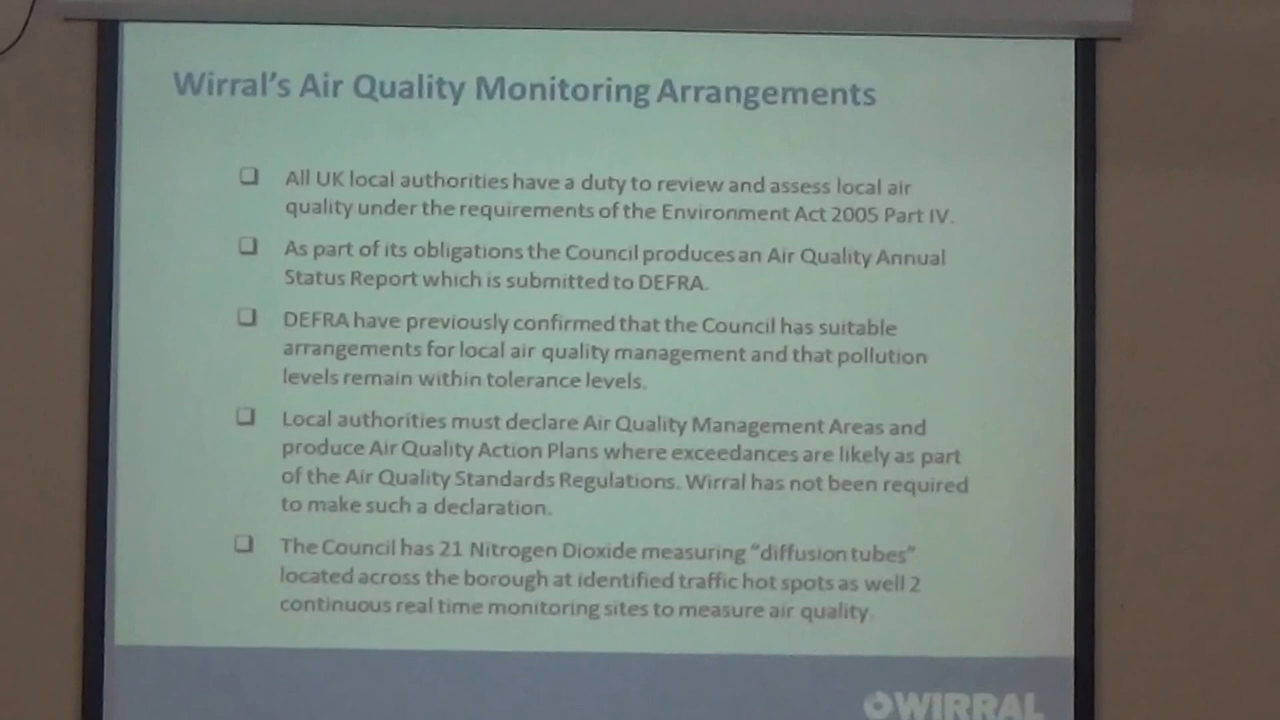 Wirral's Air Quality Monitoring Arrangements
All UK local authorities have a duty to review and assess local air
quality under the requirements of the Environment Act 2005 Part IV.
As part of its obligations the Council produces an Air Quality Annual
Status Report which is submitted to DEFRA.
DEFRA have previously confirmed that the Council has suitable
arrangements for local air quality management and that pollution
levels remain within tolerance levels.
Local authorities must declare Air Quality Management Areas and
produce Air Quality Action Plans where exceedances are likely as part
of the Air Quality Standards Regulations. Wirral has not been required
to make such a declaration.
The Council has 21 Nitrogen Dioxide measuring "diffusion tubes"
located across the borough at identified traffic hot spots as well 2
continuous real time monitoring sites to measure air quality.
WIRRAL